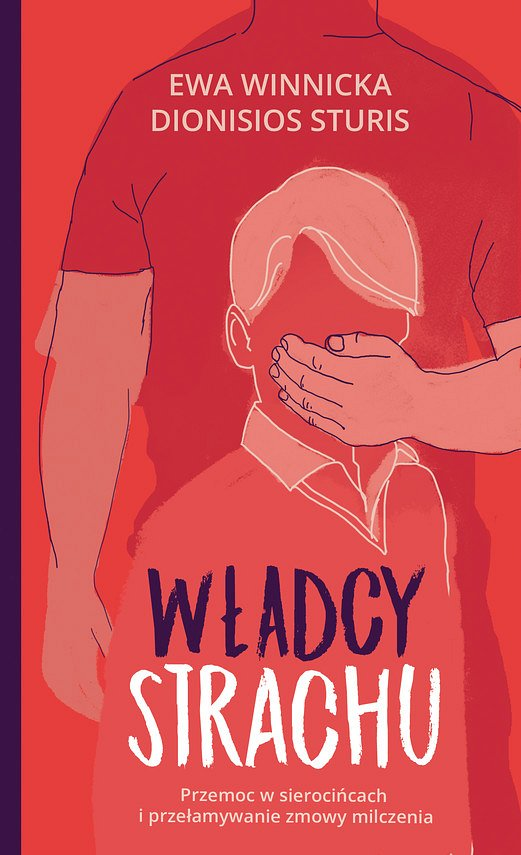 EWA WINNICKA
DIONISIOS STURIS
WŁADCY
STRACHU
Przemoc w sierocińcach
i przełamywanie zmowy milczenia